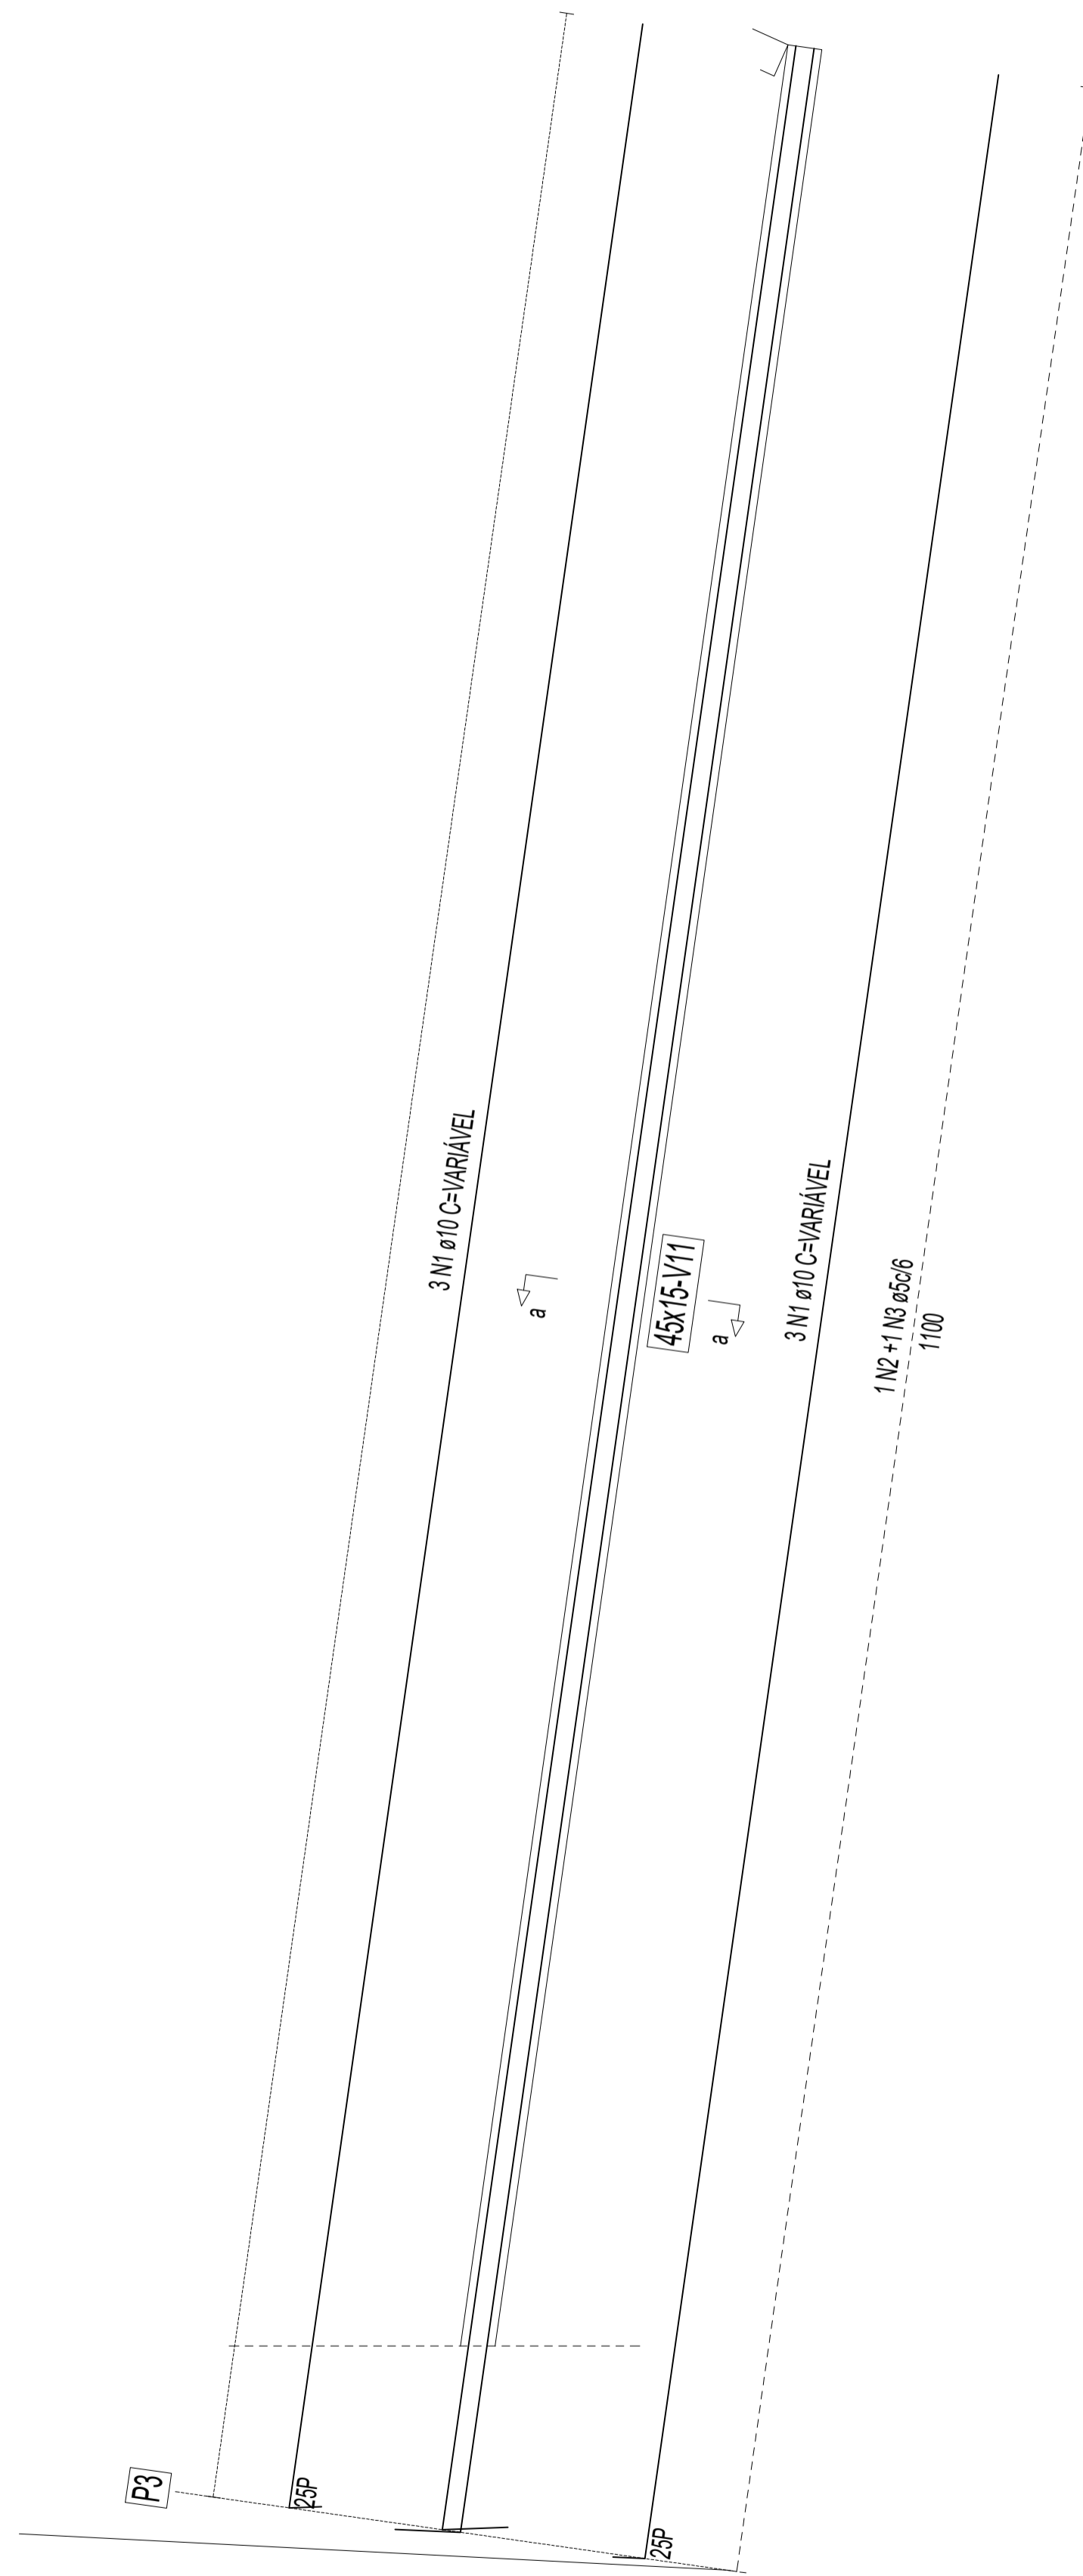 3 N1 ø10 C=VARIÁVEL
a
45x15-V11
a
3 N1 ø10 C=VARIÁVEL
1 N2 +1 N3 ø5c/6
1100
P3
25P
25P